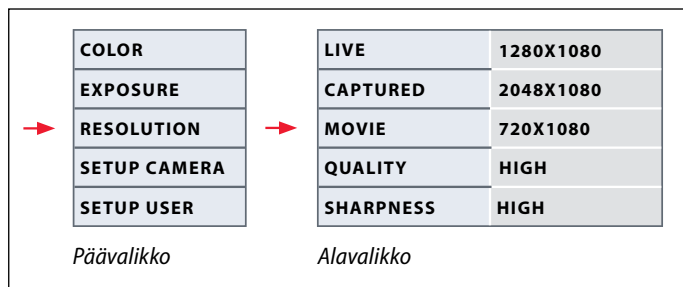 COLOR
EXPOSURE
RESOLUTION
SETUP CAMERA
SETUP USER
Päävalikko
LIVE 1280X1080
CAPTURED 2048X1080
MOVIE 720X1080
QUALITY HIGH
SHARPNESS HIGH
Alavalikko